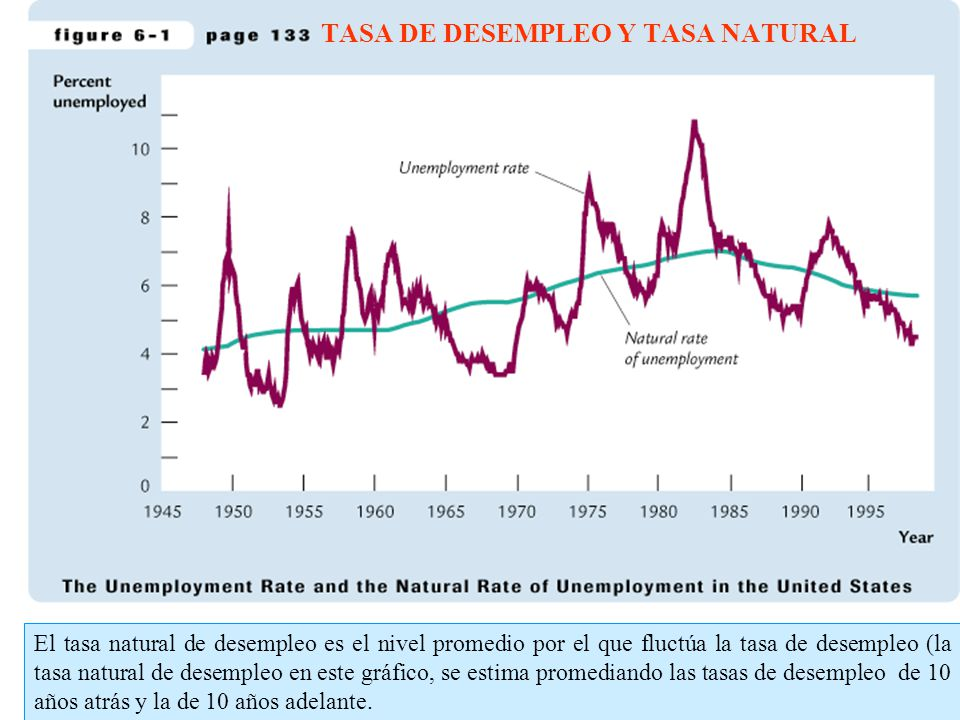 figure 6-1 page 133 TASA DE DESEMPLEO Y TASA NATURAL
Percent
unemployed
10
8
6
4
2
0
Unemployment rate
Natural rate
of unemployment
1945 1950 1955 1960 1965 1970 1975 1980 1985 1990 1995
Year
The Unemployment Rate and the Natural Rate of Unemployment in the United States
El tasa natural de desempleo es el nivel promedio por el que fluctúa la tasa de desempleo (la
tasa natural de desempleo en este gráfico, se estima promediando las tasas de desempleo de 10
años atrás y la de 10 años adelante.